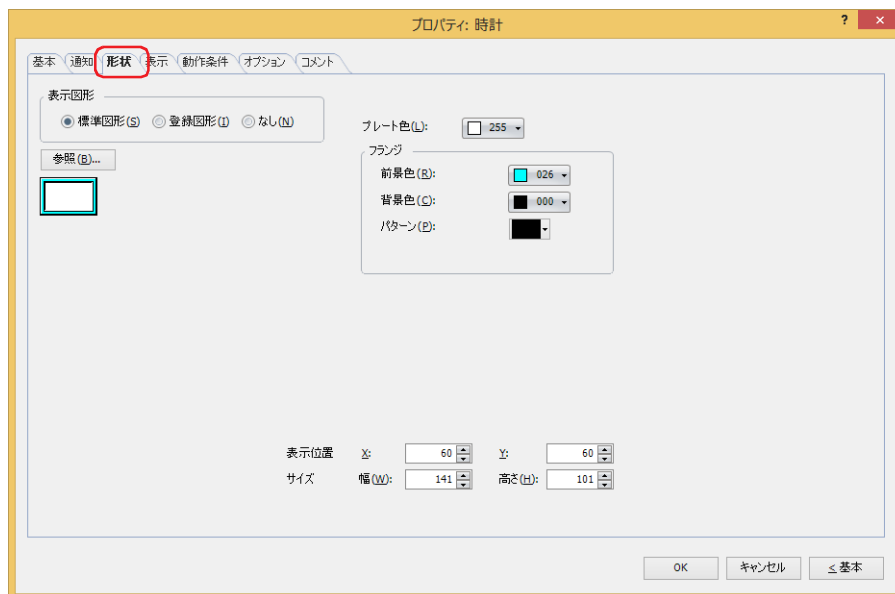 プロパティ: 時計
? ×
基本 通知 形状 表示 動作条件 オプション コメント
表示図形
標準図形(S) 登録図形(I) なし(N)
プレート色(L): 255
参照(B)...
フランジ
前景色(R): 026
背景色(C): 000
パターン(P):
表示位置 X: 60 Y: 60
サイズ 幅(W): 141 高さ(H): 101
OK キャンセル < 基本